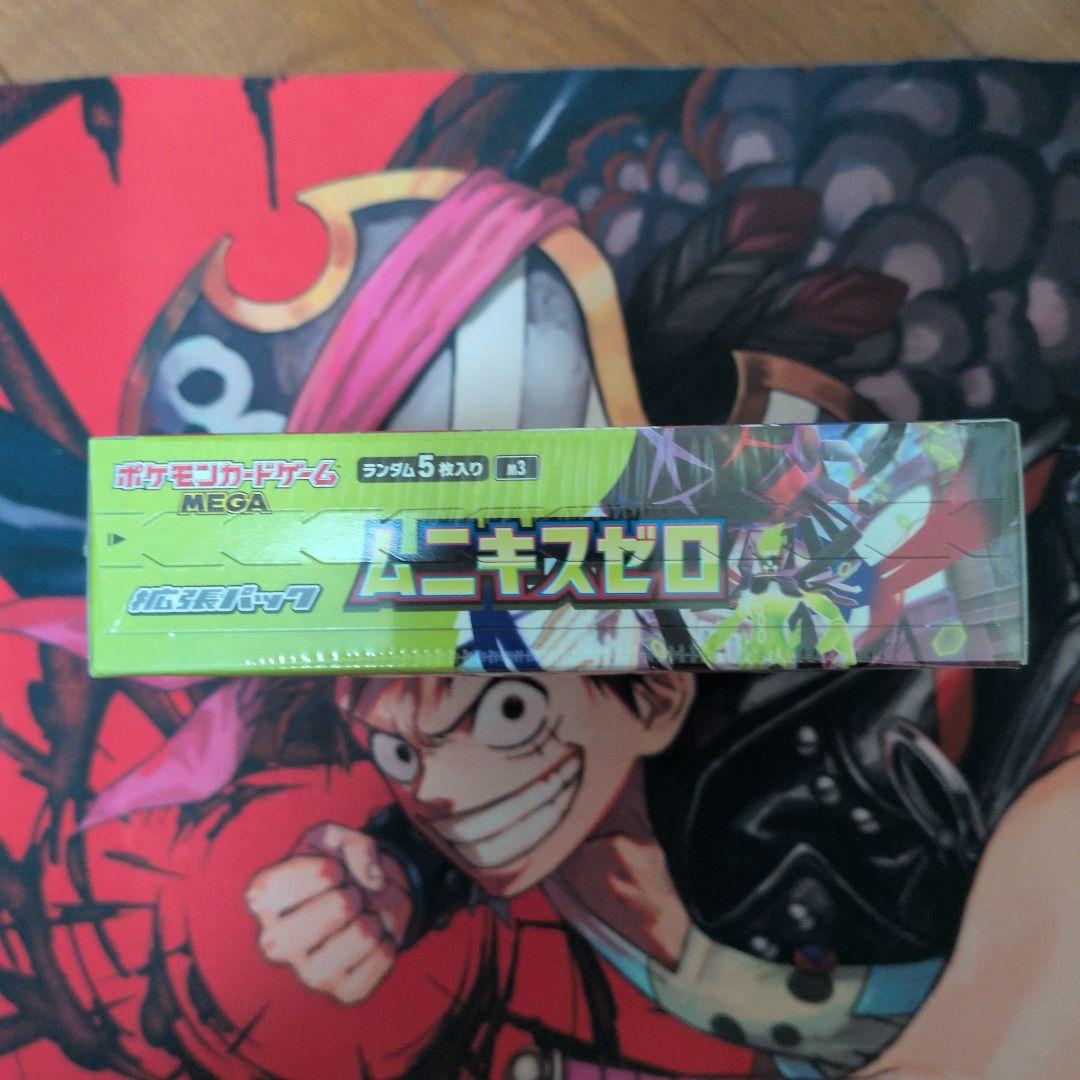 ポケモンカードゲーム
MEGA
ランダム5枚入り
M3
ムニキスゼロ
拡張パック